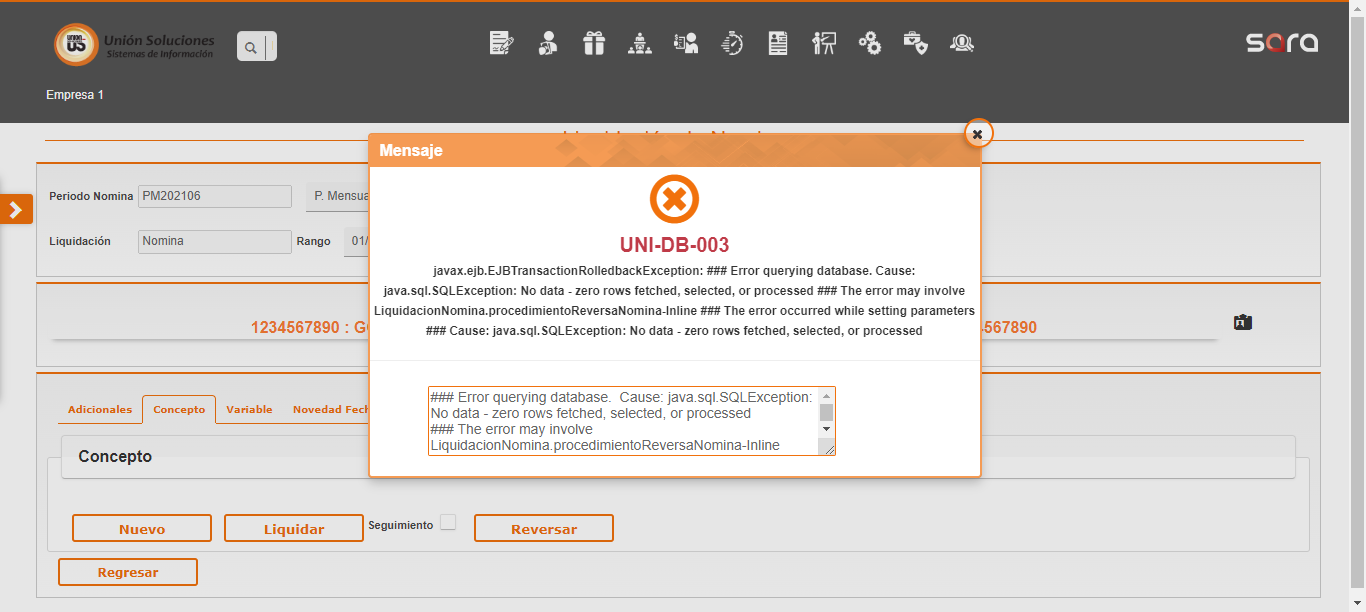 Unión Soluciones
Sistemas de Información
sara
Empresa 1
Mensaje
Periodo Nomina PM202106 P. Mensua
Liquidación Nomina Rango 01/
UNI-DB-003
javax.ejb.EJBTransactionRolledbackException: ### Error querying database. Cause:
java.sql.SQLException: No data - zero rows fetched, selected, or processed ### The error may involve
LiquidacionNomina.procedimientoReversaNomina-Inline ### The error occurred while setting parameters
### Cause: java.sql.SQLException: No data - zero rows fetched, selected, or processed
1234567890 : G 567890
Adicionales Concepto Variable Novedad Fech
### Error querying database. Cause: java.sql.SQLException:
No data - zero rows fetched, selected, or processed
### The error may involve
LiquidacionNomina.procedimientoReversaNomina-Inline
Concepto
Nuevo Liquidar Seguimiento Reversar
Regresar